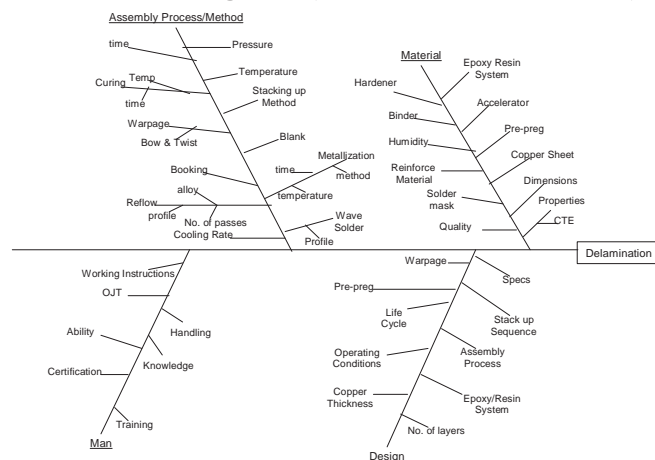 Assembly Process/Method
time
Pressure
Temperature
Curing
Temp
time
Stacking up
Method
Warpage
Bow & Twist
Blank
Booking
time
Metallization
method
temperature
alloy
Reflow
profile
No. of passes
Cooling Rate
Wave
Solder
Profile
Material
Epoxy Resin
System
Hardener
Accelerator
Binder
Pre-preg
Humidity
Copper Sheet
Reinforce
Material
Dimensions
Solder
mask
Properties
CTE
Quality
Delamination
Working Instructions
OJT
Handling
Ability
Knowledge
Certification
Training
Man
Warpage
Specs
Pre-preg
Life
Cycle
Stack up
Sequence
Operating
Conditions
Assembly
Process
Copper
Thickness
Epoxy/Resin
System
No. of layers
Design